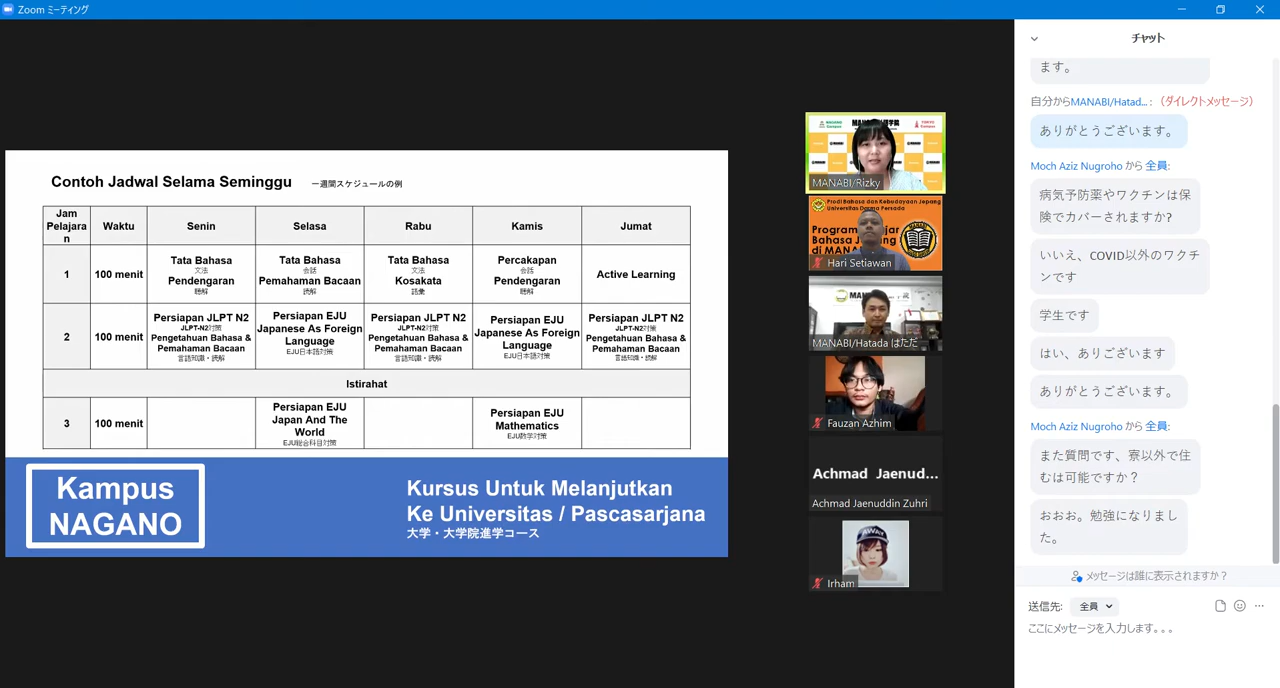 Zoom ミーティング
Contoh Jadwal Selama Seminggu 一週間スケジュールの例
Jam
Pelajara
n
Waktu
Senin
Selasa
Rabu
Kamis
Jumat
1
100 menit
Tata Bahasa
文法
Pendengaran
聴解
Tata Bahasa
会話
Pemahaman Bacaan
読解
Tata Bahasa
文法
Kosakata
語彙
Percakapan
会話
Pendengaran
聴解
Active Learning
2
100 menit
Persiapan JLPT N2
JLPT-N2対策
Pengetahuan Bahasa &
Pemahaman Bacaan
言語知識・読解
Persiapan EJU
Japanese As Foreign
Language
EJU日本語対策
Persiapan JLPT N2
JLPT-N2対策
Pengetahuan Bahasa &
Pemahaman Bacaan
言語知識・読解
Persiapan EJU
Japanese As Foreign
Language
EJU日本語対策
Persiapan JLPT N2
JLPT-N2対策
Pengetahuan Bahasa &
Pemahaman Bacaan
言語知識・読解
Istirahat
3
100 menit
Persiapan EJU
Japan And The
World
EJU総合科目対策
Persiapan EJU
Mathematics
EJU数学対策
Kampus
NAGANO
Kursus Untuk Melanjutkan
Ke Universitas / Pascasarjana
大学・大学院進学コース
MANABI/Rizky
Prodi Bahasa dan Kebudayaan Jepang
Universitas Darma Persada
Hari Setiawan
MANABI/Hatada はただ
Fauzan Azhim
Achmad Jaenud...
Achmad Jaenuddin Zuhri
Irham
チャット
ます。
自分からMANABI/Hatad... : (ダイレクトメッセージ)
ありがとうございます。
Moch Aziz Nugroho から 全員:
病気予防薬やワクチンは保
険でカバーされますか?
いいえ、COVID以外のワクチ
ンです
学生です
はい、ありございます
ありがとうございます。
Moch Aziz Nugroho から 全員:
また質問です、寮以外で住
むは可能ですか？
おおお。勉強になりまし
た。
メッセージは誰に表示されますか？
送信先: 全員
ここにメッセージを入力します。。。